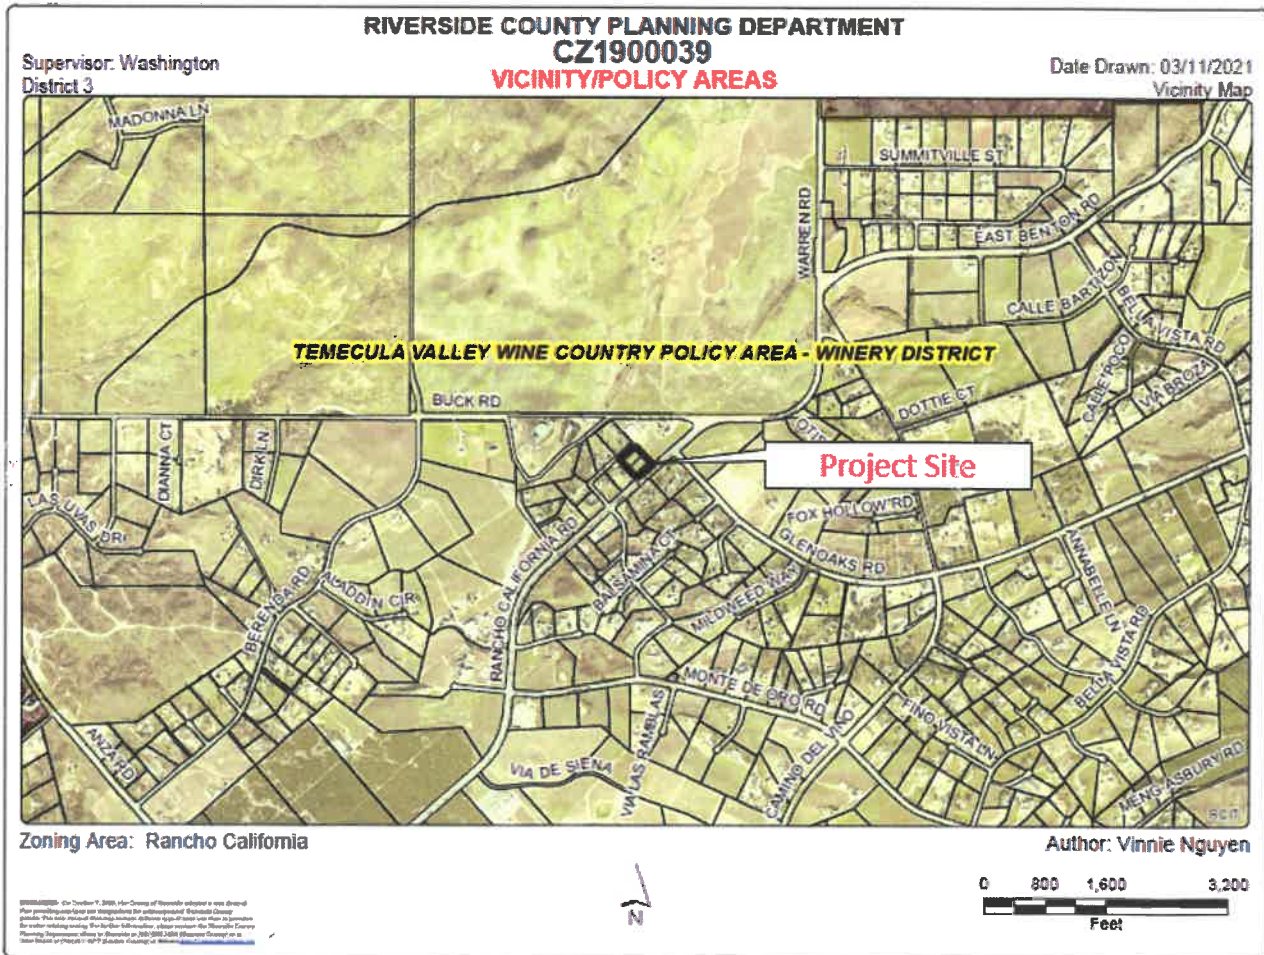 RIVERSIDE COUNTY PLANNING DEPARTMENT
CZ1900039
VICINITY/POLICY AREAS
Supervisor: Washington
District 3
Date Drawn: 03/11/2021
Vicinity Map
MADONNA LN
SUMMITVILLE ST
WARREN RD
EAST BENTON RD
CALLE BARTIZON
BELLA VISTA RD
TEMECULA VALLEY WINE COUNTRY POLICY AREA - WINERY DISTRICT
CALLE POCO
VIA BROZA
BUCK RD
DOTTIE CT
DIANNA CT
DIRK LN
Project Site
LAS UVAS DR
FOX HOLLOW RD
RANCHO CALIFORNIA RD
BALSAMINA CT
GLENOAKS RD
ANNABELE LN
BERENDA RD
ALADDIN CIR
MILDWEED WAY
BELLA VISTA RD
MONTE DE ORO RD
FINO VISTA LN
ANZA RD
VIA DE SIENA
VIA LAS RAMBLAS
CAMINO DEL VINO
MENG ASBURY RD
RCIT
Zoning Area: Rancho California
Author: Vinnie Nguyen
N
0 800 1,600 3,200
Feet